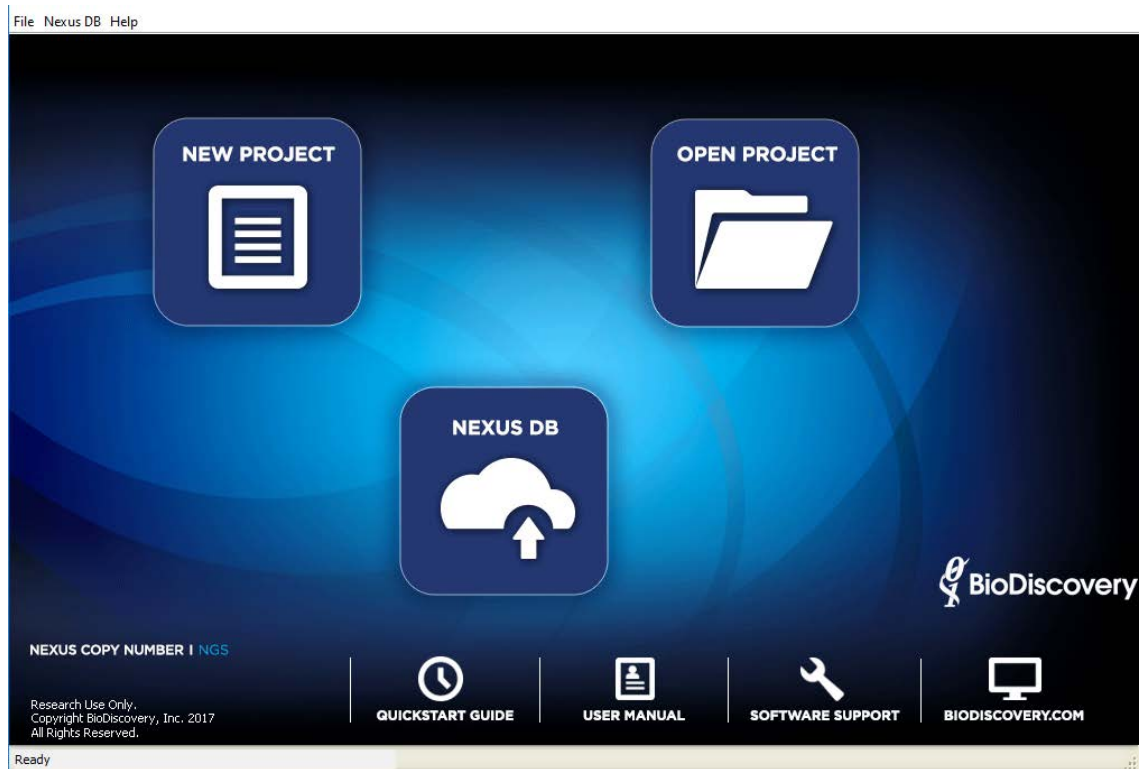 File Nexus DB Help
NEW PROJECT
OPEN PROJECT
NEXUS DB
BioDiscovery
NEXUS COPY NUMBER | NGS
Research Use Only.
Copyright BioDiscovery, Inc. 2017
All Rights Reserved.
QUICKSTART GUIDE
USER MANUAL
SOFTWARE SUPPORT
BIODISCOVERY.COM
Ready